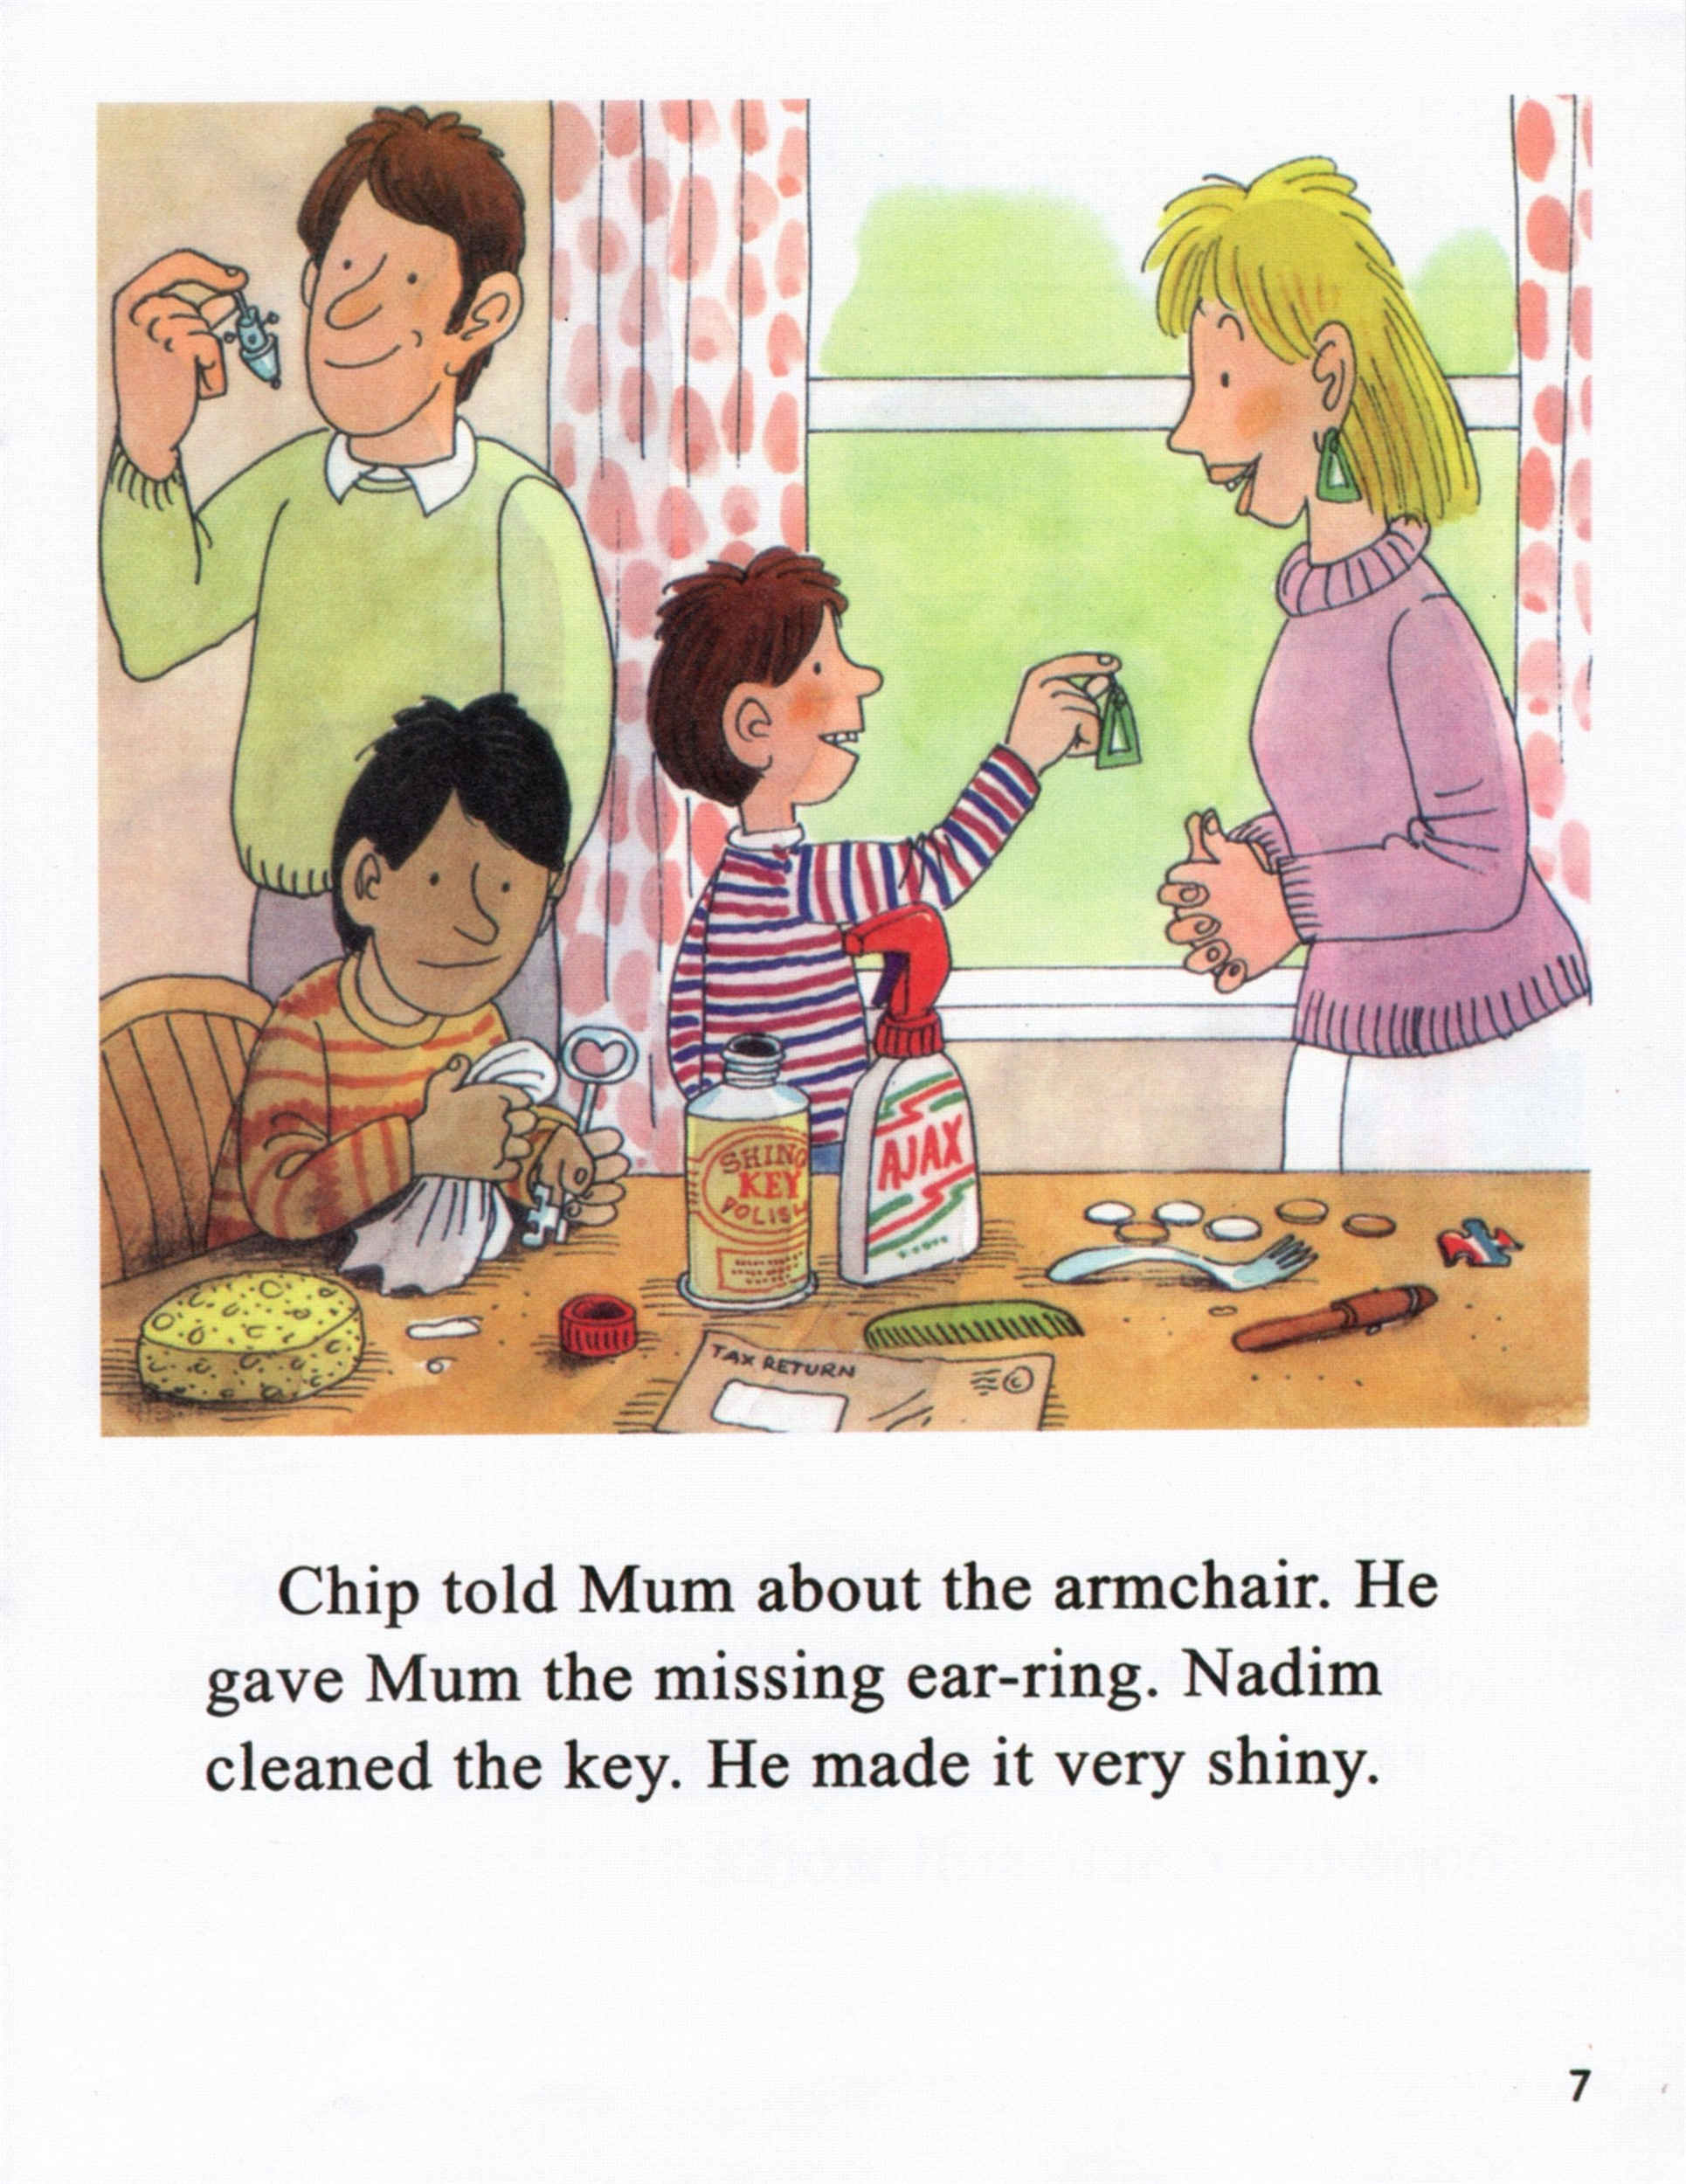 SHINO
KEY
POLISH
AJAX
TAX RETURN
Chip told Mum about the armchair. He
gave Mum the missing ear-ring. Nadim
cleaned the key. He made it very shiny.
7